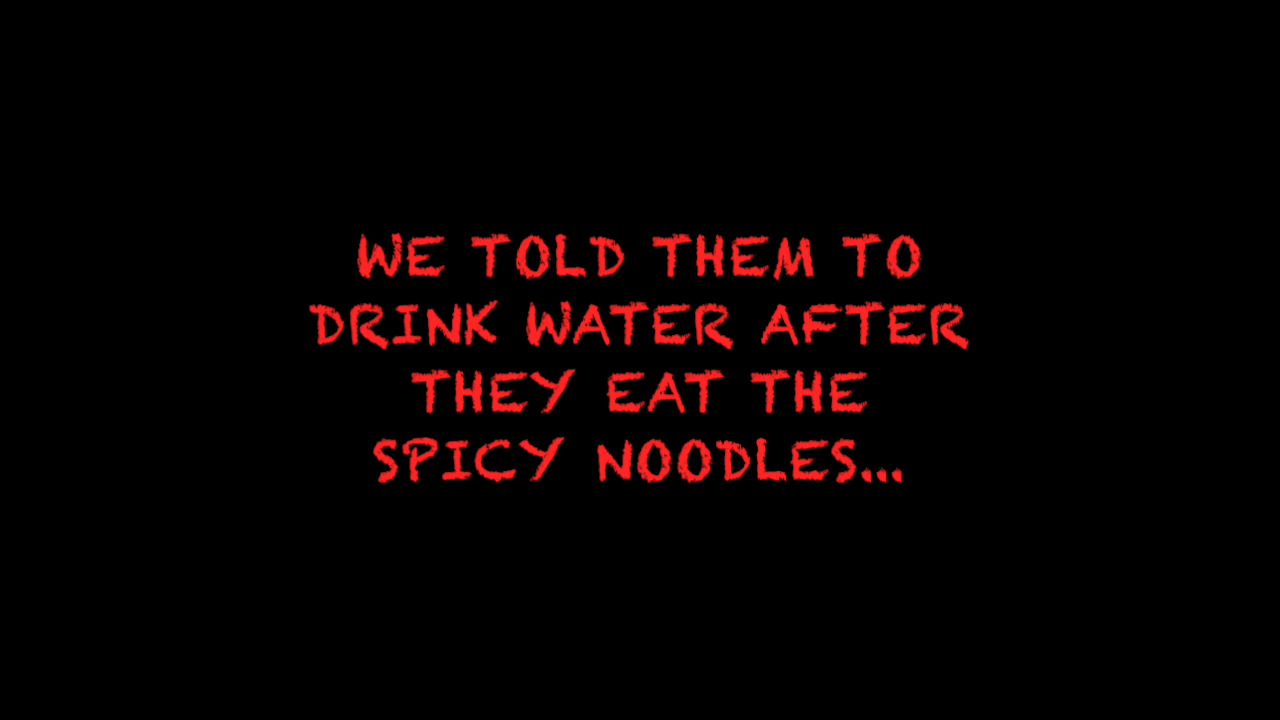 WE TOLD THEM TO
DRINK WATER AFTER
THEY EAT THE
SPICY NOODLES...